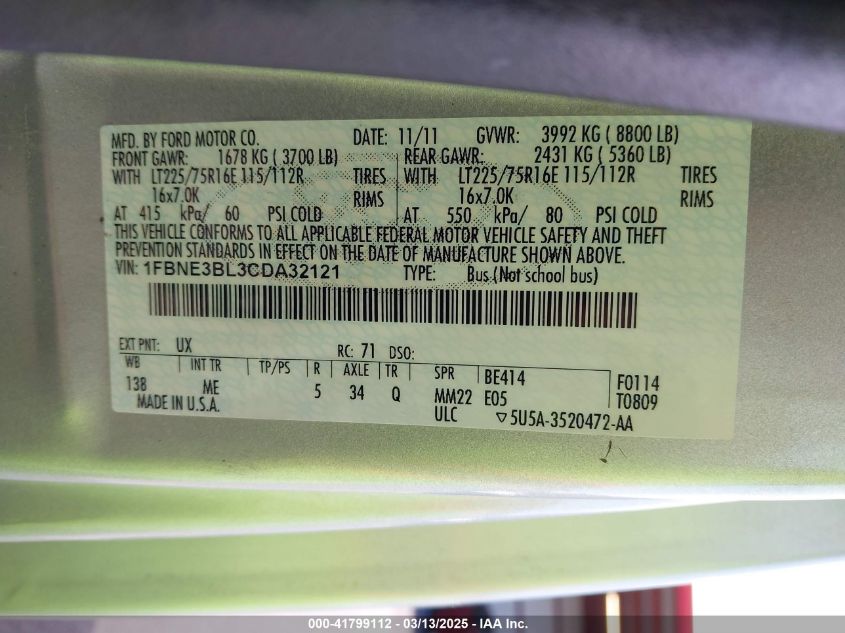 MFD. BY FORD MOTOR CO. DATE: 11/11 GVWR: 3992 KG ( 8800 LB)
FRONT GAWR: 1678 KG ( 3700 LB) REAR GAWR: 2431 KG ( 5360 LB)
WITH LT225/75R16E 115/112R TIRES WITH LT225/75R16E 115/112R TIRES
16x7.0K RIMS 16x7.0K RIMS
AT 415 kPa/ 60 PSI COLD AT 550 kPa/ 80 PSI COLD
THIS VEHICLE CONFORMS TO ALL APPLICABLE FEDERAL MOTOR VEHICLE SAFETY AND THEFT
PREVENTION STANDARDS IN EFFECT ON THE DATE OF MANUFACTURE SHOWN ABOVE.
VIN: 1FBNE3BL3CDA32121 TYPE: Bus (Not school bus)
EXT PNT: UX RC: 71 DSO:
WB INT TR TP/PS R AXLE TR SPR BE414 F0114
138 ME 5 34 Q MM22 E05 T0809
MADE IN U.S.A. ULC ▽5U5A-3520472-AA
000-41799112 - 03/13/2025 - IAA Inc.